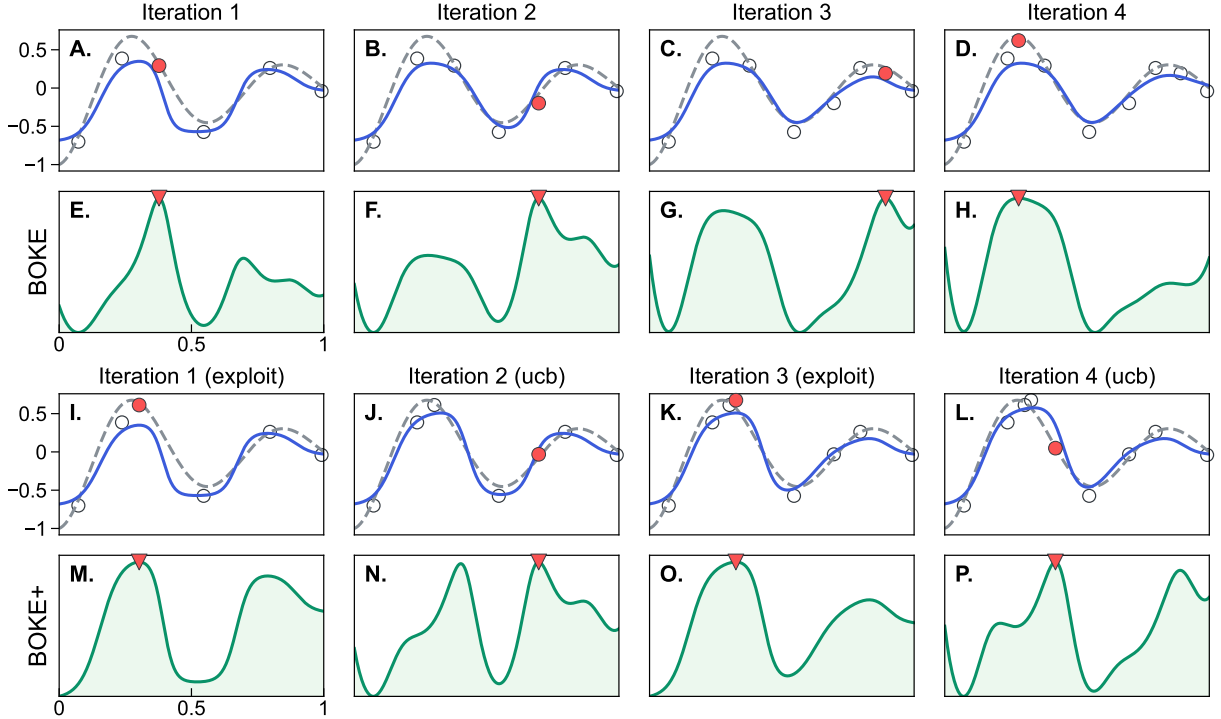 Iteration 1 Iteration 2 Iteration 3 Iteration 4
A. B. C. D.
0.5
0
−0.5
−1
E. F. G. H.
BOKE
0 0.5 1
Iteration 1 (exploit) Iteration 2 (ucb) Iteration 3 (exploit) Iteration 4 (ucb)
I. J. K. L.
0.5
0
−0.5
−1
M. N. O. P.
BOKE+
0 0.5 1